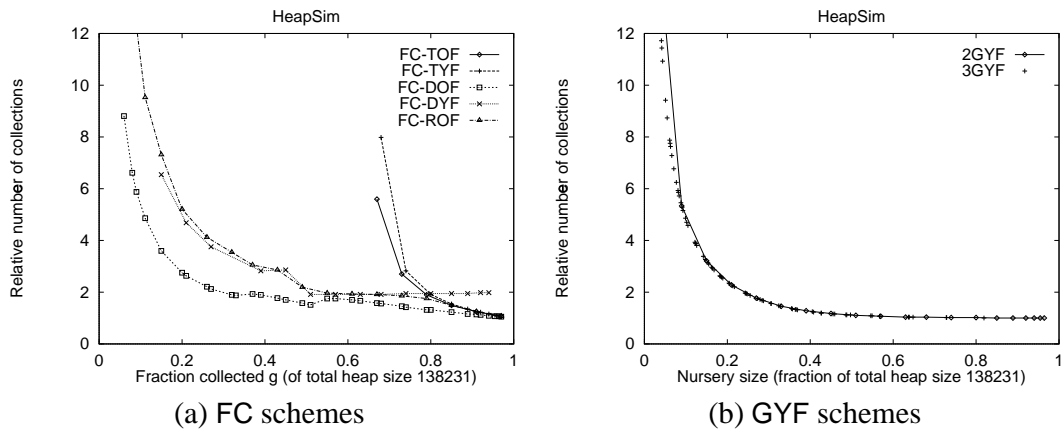 HeapSim
12
10
8
6
4
2
0
Relative number of collections
FC-TOF
FC-TYF
FC-DOF
FC-DYF
FC-ROF
0 0.2 0.4 0.6 0.8 1
Fraction collected g (of total heap size 138231)
(a) FC schemes
HeapSim
12
10
8
6
4
2
0
Relative number of collections
2GYF
3GYF
0 0.2 0.4 0.6 0.8 1
Nursery size (fraction of total heap size 138231)
(b) GYF schemes